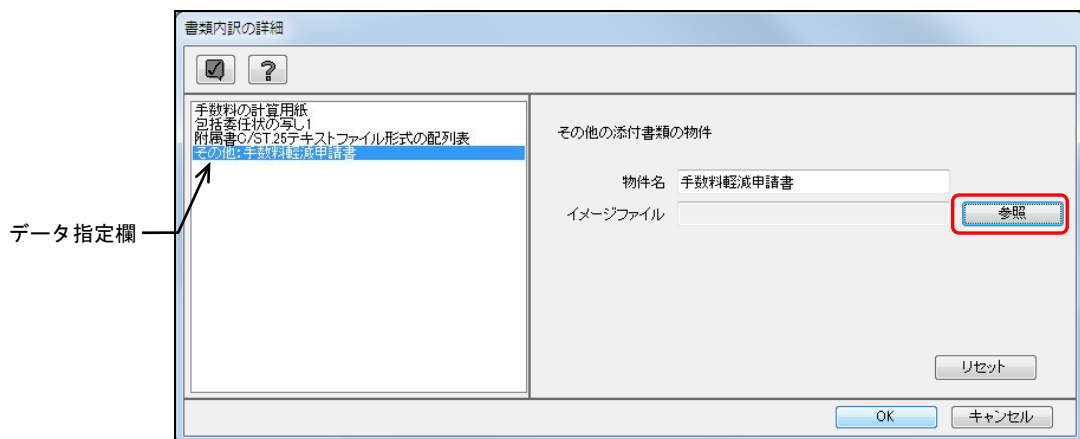 書類内訳の詳細
?
手数料の計算用紙
包括委任状の写し1
附属書C/ST.25テキストファイル形式の配列表
その他:手数料軽減申請書
データ指定欄
その他の添付書類の物件
物件名 手数料軽減申請書
イメージファイル 参照
リセット
OK キャンセル